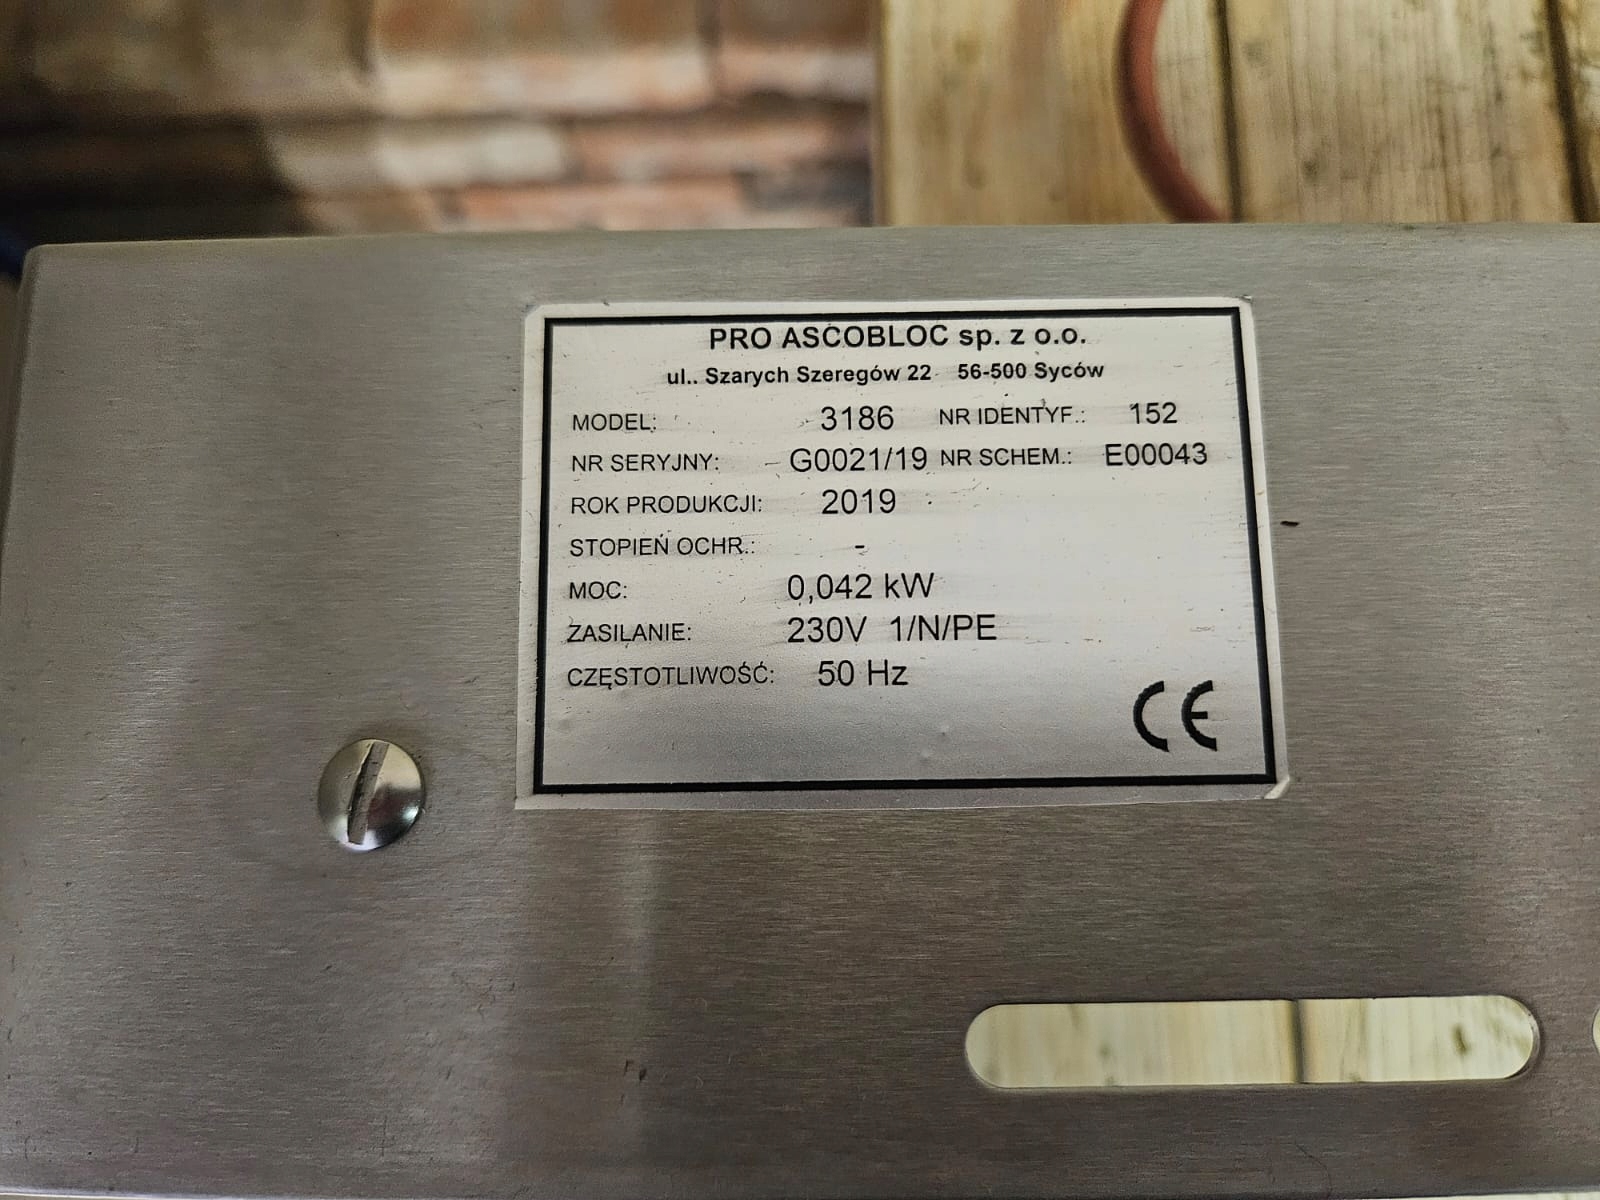 PRO ASCOBLOC sp. z o.o.
ul.. Szarych Szeregów 22 56-500 Syców
MODEL: 3186 NR IDENTYF.: 152
NR SERYJNY: G0021/19 NR SCHEM.: E00043
ROK PRODUKCJI: 2019
STOPIEŃ OCHR.: -
MOC: 0,042 kW
ZASILANIE: 230V 1/N/PE
CZĘSTOTLIWOŚĆ: 50 Hz
CE